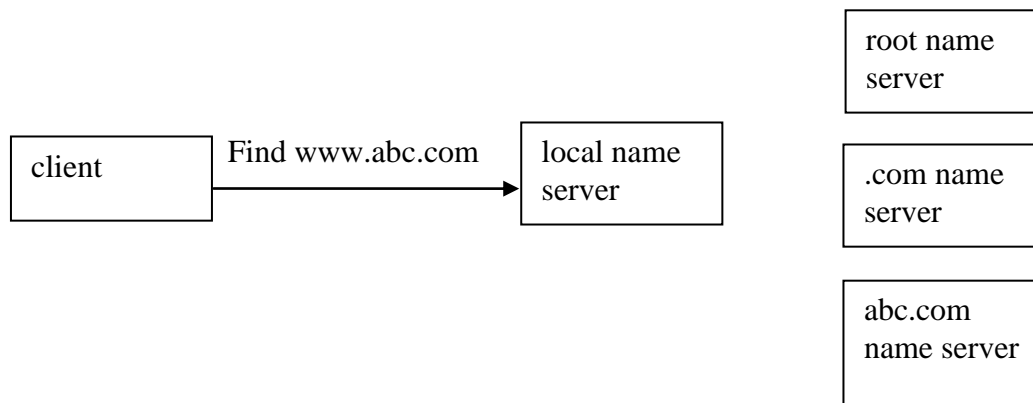 client
Find www.abc.com
local name
server
root name
server
.com name
server
abc.com
name server